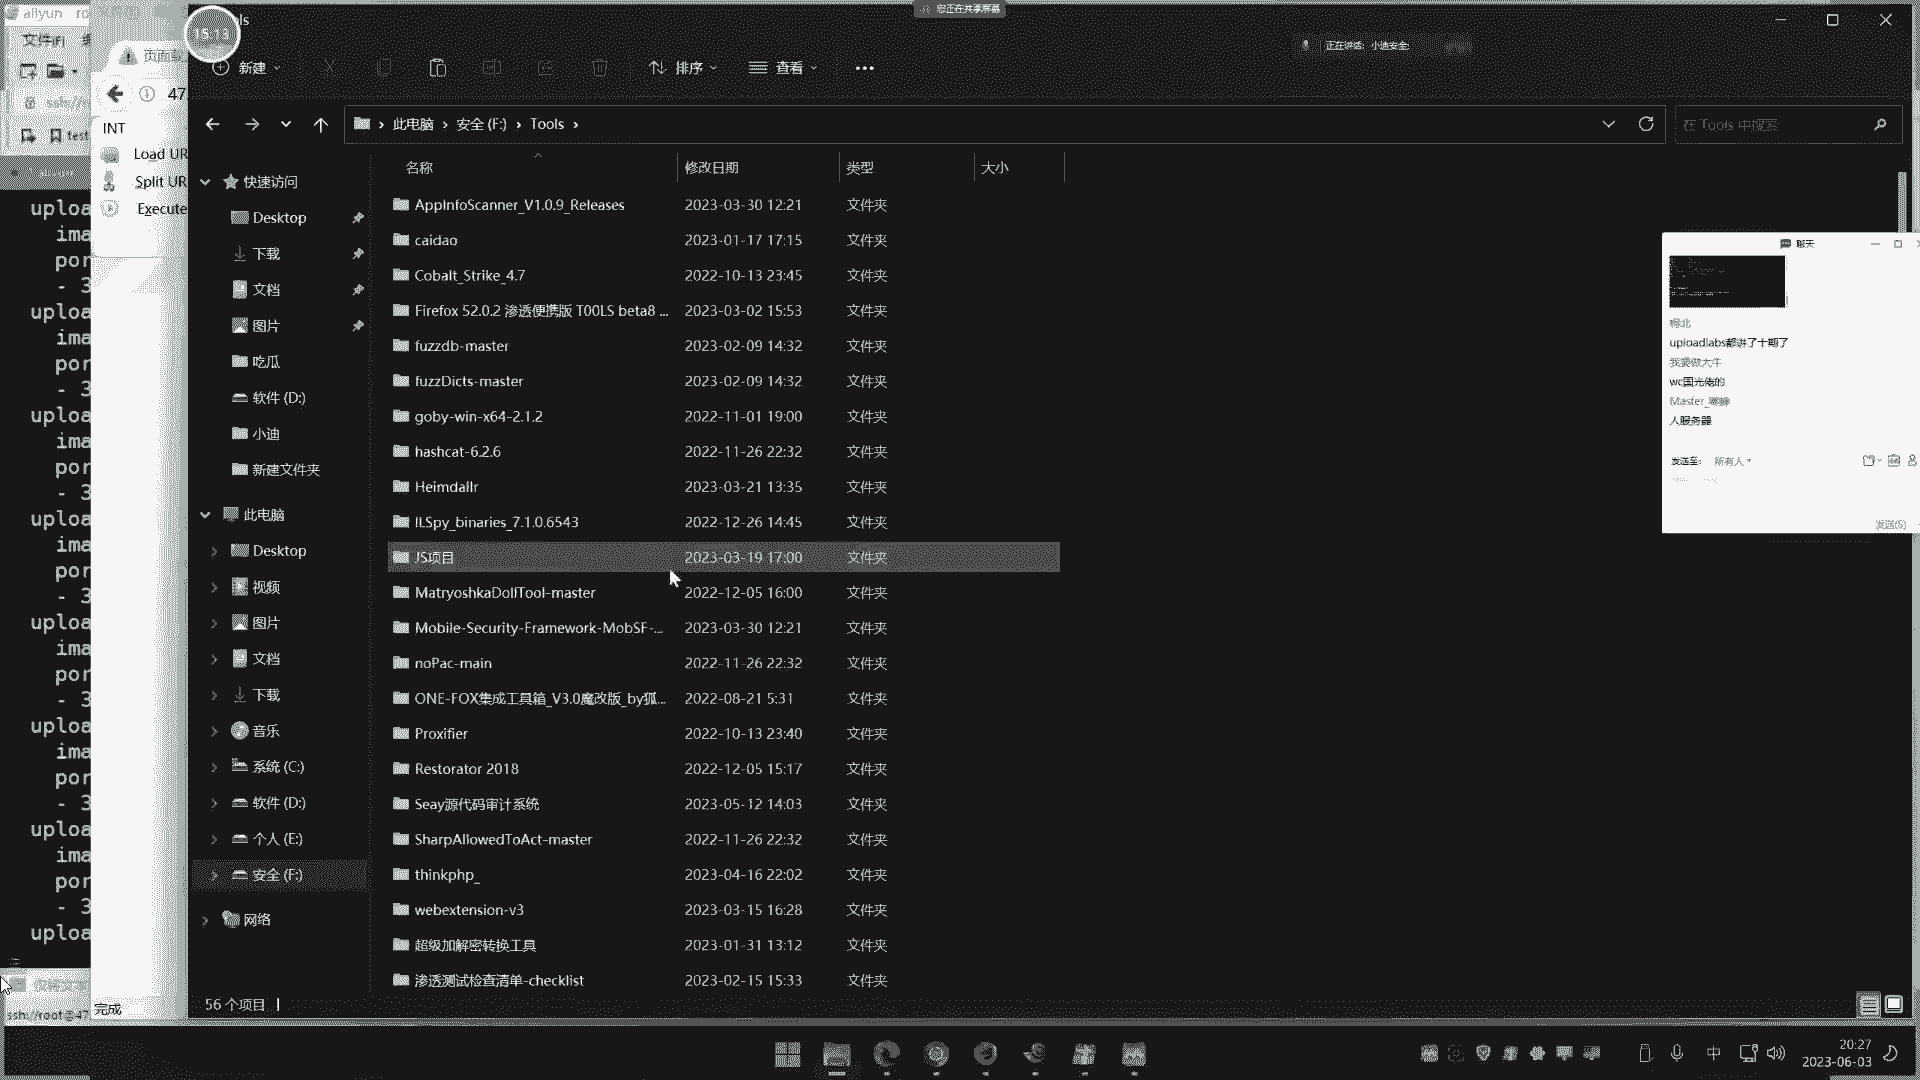 您正在共享屏幕
aliyun
ls
15:13
正在讲话: 小迪安全:
文件(F)
页面
新建
排序
查看
47.
ssh://r
test
INT
Load UR
Split UR
Execute
此电脑
安全 (F:)
Tools
在 Tools 中搜索
名称
修改日期
类型
大小
快速访问
Desktop
下载
文档
图片
吃瓜
软件 (D:)
小迪
新建文件夹
此电脑
Desktop
视频
图片
文档
下载
音乐
系统 (C:)
软件 (D:)
个人 (E:)
安全 (F:)
网络
AppInfoScanner_V1.0.9_Releases 2023-03-30 12:21 文件夹
caidao 2023-01-17 17:15 文件夹
Cobalt_Strike_4.7 2022-10-13 23:45 文件夹
Firefox 52.0.2 渗透便携版 T00LS beta8 ... 2023-03-02 15:53 文件夹
fuzzdb-master 2023-02-09 14:32 文件夹
fuzzDicts-master 2023-02-09 14:32 文件夹
goby-win-x64-2.1.2 2022-11-01 19:00 文件夹
hashcat-6.2.6 2022-11-26 22:32 文件夹
Heimdallr 2023-03-21 13:35 文件夹
ILSpy_binaries_7.1.0.6543 2022-12-26 14:45 文件夹
JS项目 2023-03-19 17:00 文件夹
MatryoshkaDollTool-master 2022-12-05 16:00 文件夹
Mobile-Security-Framework-MobSF-... 2023-03-30 12:21 文件夹
noPac-main 2022-11-26 22:32 文件夹
ONE-FOX集成工具箱_V3.0魔改版_by狐... 2022-08-21 5:31 文件夹
Proxifier 2022-10-13 23:40 文件夹
Restorator 2018 2022-12-05 15:17 文件夹
Seay源代码审计系统 2023-05-12 14:03 文件夹
SharpAllowedToAct-master 2022-11-26 22:32 文件夹
thinkphp_ 2023-04-16 22:02 文件夹
webextension-v3 2023-03-15 16:28 文件夹
超级加解密转换工具 2023-01-31 13:12 文件夹
渗透测试检查清单-checklist 2023-02-15 15:33 文件夹
56 个项目
uploa
ima
por
- 3
uploa
ima
por
- 3
uploa
ima
por
- 3
uploa
ima
por
- 3
uploa
ima
por
- 3
uploa
ima
por
- 3
uploa
ima
por
- 3
uploa
ssh://root@47
完成
聊天
uploadlabs都讲了十期了
我要做大牛
wc国光佬的
人服务器
发送至:
所有人
发送(S)
中
20:27
2023-06-03